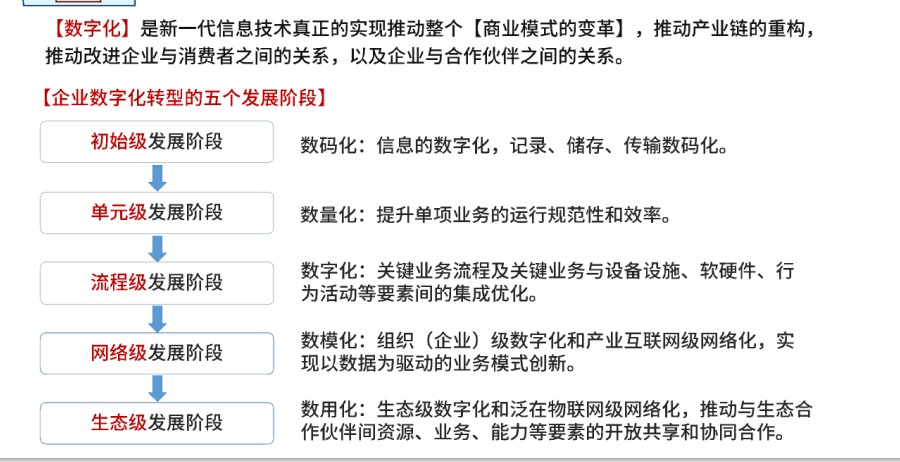 【数字化】是新一代信息技术真正的实现推动整个【商业模式的变革】，推动产业链的重构，
推动改进企业与消费者之间的关系，以及企业与合作伙伴之间的关系。
【企业数字化转型的五个发展阶段】
初始级发展阶段
数码化：信息的数字化，记录、储存、传输数码化。
单元级发展阶段
数量化：提升单项业务的运行规范性和效率。
流程级发展阶段
数字化：关键业务流程及关键业务与设备设施、软硬件、行
为活动等要素间的集成优化。
网络级发展阶段
数模化：组织（企业）级数字化和产业互联网级网络化，实
现以数据为驱动的业务模式创新。
生态级发展阶段
数用化：生态级数字化和泛在物联网级网络化，推动与生态合
作伙伴间资源、业务、能力等要素的开放共享和协同合作。